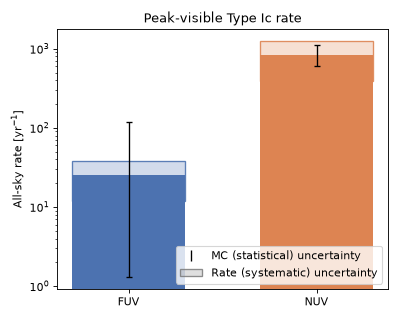 Peak-visible Type Ic rate
All-sky rate [yr⁻¹]
10³
10²
10¹
10⁰
MC (statistical) uncertainty
Rate (systematic) uncertainty
FUV
NUV